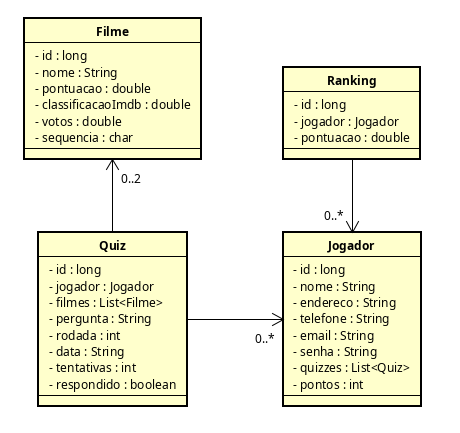 Filme
- id : long
- nome : String
- pontuacao : double
- classificacaoImdb : double
- votos : double
- sequencia : char
Ranking
- id : long
- jogador : Jogador
- pontuacao : double
0..2
0..*
Quiz
- id : long
- jogador : Jogador
- filmes : List<Filme>
- pergunta : String
- rodada : int
- data : String
- tentativas : int
- respondido : boolean
0..*
Jogador
- id : long
- nome : String
- endereco : String
- telefone : String
- email : String
- senha : String
- quizzes : List<Quiz>
- pontos : int